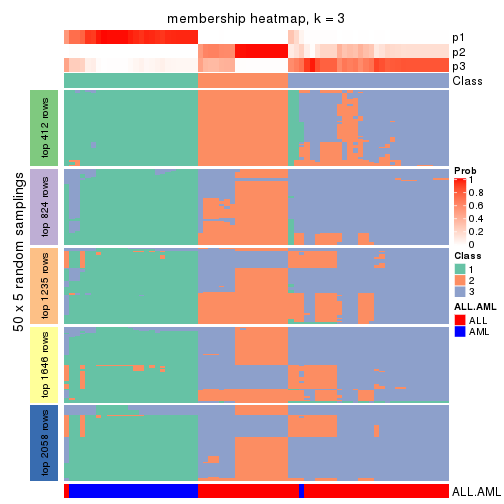 membership heatmap, k = 3
p1
p2
p3
Class
50 x 5 random samplings
top 412 rows
top 824 rows
top 1235 rows
top 1646 rows
top 2058 rows
Prob
1
0.8
0.6
0.4
0.2
0
Class
1
2
3
ALL.AML
ALL
AML
ALL.AML